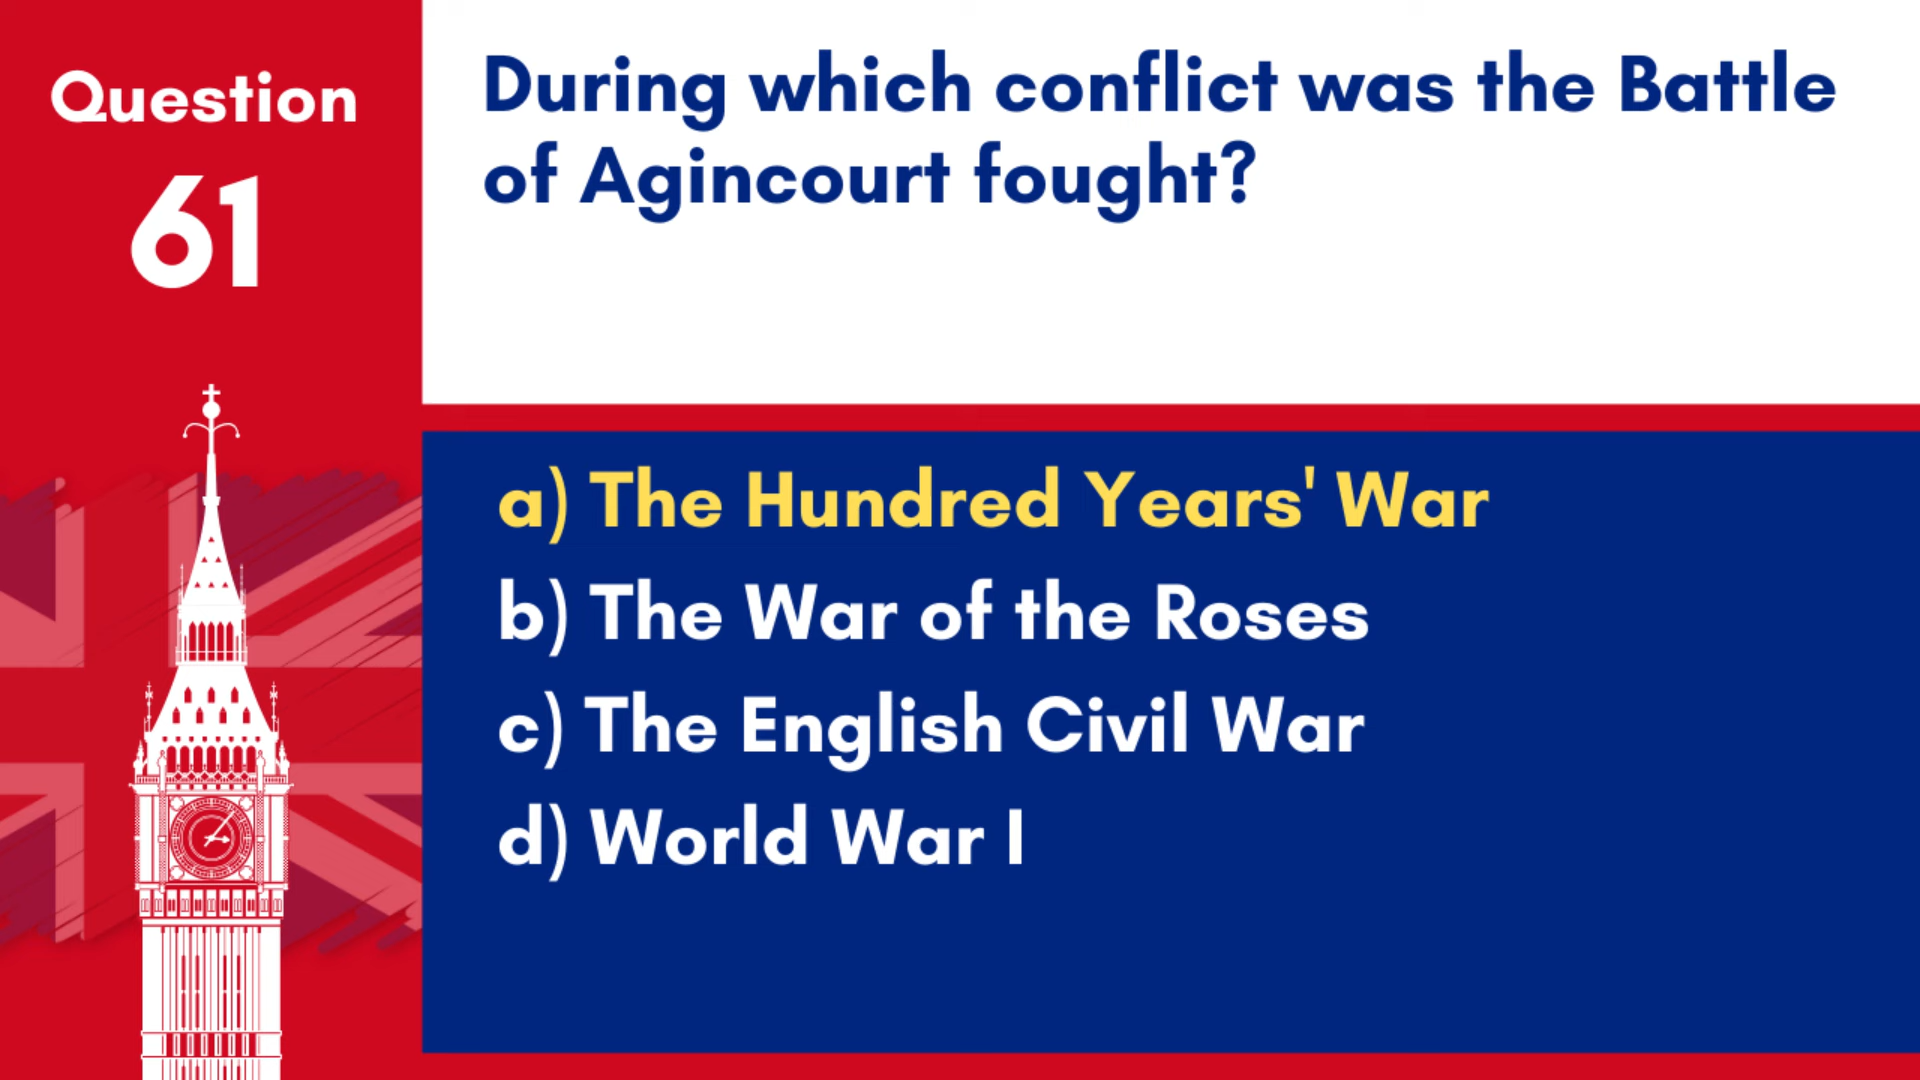 Question
61
During which conflict was the Battle
of Agincourt fought?
a) The Hundred Years' War
b) The War of the Roses
c) The English Civil War
d) World War I